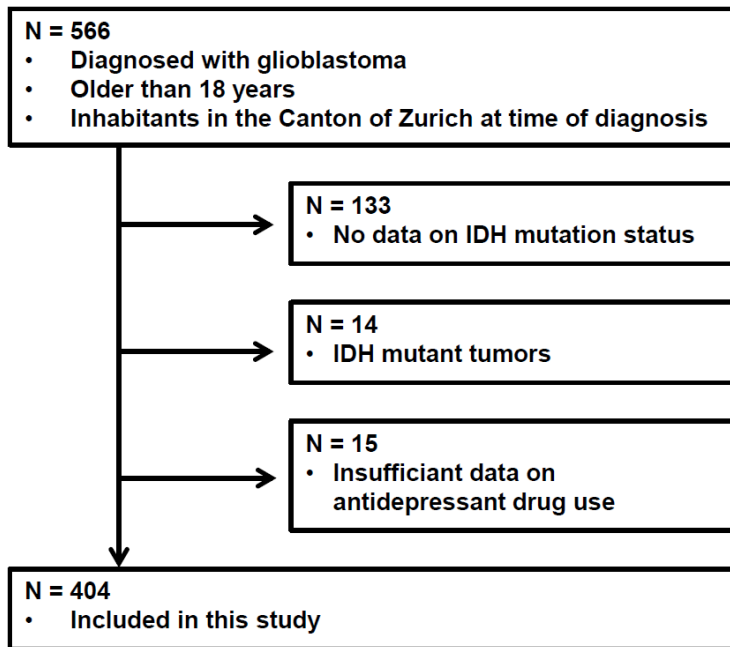 N = 566
• Diagnosed with glioblastoma
• Older than 18 years
• Inhabitants in the Canton of Zurich at time of diagnosis
N = 133
• No data on IDH mutation status
N = 14
• IDH mutant tumors
N = 15
• Insufficiant data on
antidepressant drug use
N = 404
• Included in this study